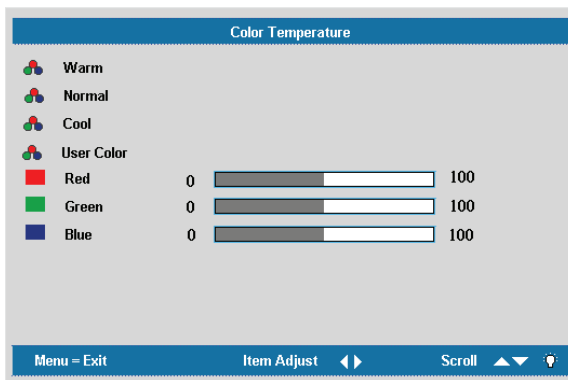 Color Temperature
Warm
Normal
Cool
User Color
Red 0 100
Green 0 100
Blue 0 100
Menu = Exit Item Adjust Scroll